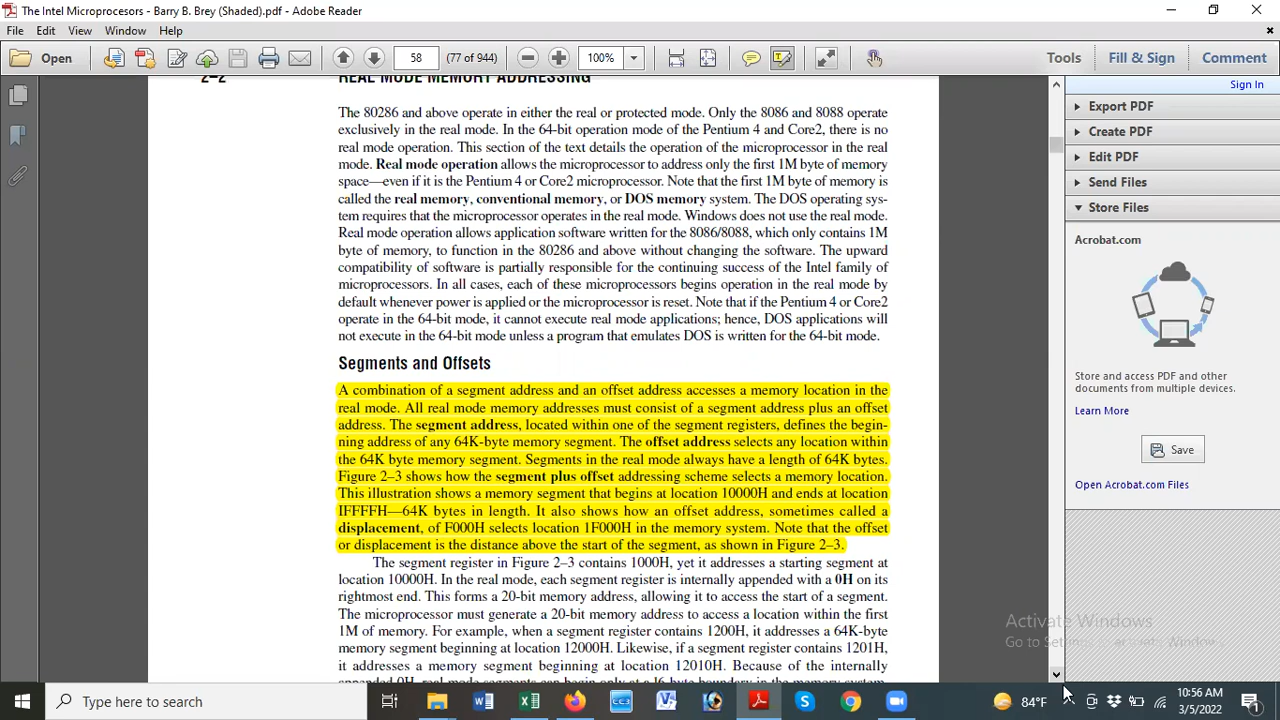 The Intel Microprocesors - Barry B. Brey (Shaded).pdf - Adobe Reader
File Edit View Window Help
Open 58 (77 of 944) 100% Tools Fill & Sign Comment
2–2 REAL MODE MEMORY ADDRESSING
The 80286 and above operate in either the real or protected mode. Only the 8086 and 8088 operate
exclusively in the real mode. In the 64-bit operation mode of the Pentium 4 and Core2, there is no
real mode operation. This section of the text details the operation of the microprocessor in the real
mode. Real mode operation allows the microprocessor to address only the first 1M byte of memory
space—even if it is the Pentium 4 or Core2 microprocessor. Note that the first 1M byte of memory is
called the real memory, conventional memory, or DOS memory system. The DOS operating sys-
tem requires that the microprocessor operates in the real mode. Windows does not use the real mode.
Real mode operation allows application software written for the 8086/8088, which only contains 1M
byte of memory, to function in the 80286 and above without changing the software. The upward
compatibility of software is partially responsible for the continuing success of the Intel family of
microprocessors. In all cases, each of these microprocessors begins operation in the real mode by
default whenever power is applied or the microprocessor is reset. Note that if the Pentium 4 or Core2
operate in the 64-bit mode, it cannot execute real mode applications; hence, DOS applications will
not execute in the 64-bit mode unless a program that emulates DOS is written for the 64-bit mode.
Segments and Offsets
A combination of a segment address and an offset address accesses a memory location in the
real mode. All real mode memory addresses must consist of a segment address plus an offset
address. The segment address, located within one of the segment registers, defines the begin-
ning address of any 64K-byte memory segment. The offset address selects any location within
the 64K byte memory segment. Segments in the real mode always have a length of 64K bytes.
Figure 2–3 shows how the segment plus offset addressing scheme selects a memory location.
This illustration shows a memory segment that begins at location 10000H and ends at location
IFFFFH—64K bytes in length. It also shows how an offset address, sometimes called a
displacement, of F000H selects location 1F000H in the memory system. Note that the offset
or displacement is the distance above the start of the segment, as shown in Figure 2–3.
The segment register in Figure 2–3 contains 1000H, yet it addresses a starting segment at
location 10000H. In the real mode, each segment register is internally appended with a 0H on its
rightmost end. This forms a 20-bit memory address, allowing it to access the start of a segment.
The microprocessor must generate a 20-bit memory address to access a location within the first
1M of memory. For example, when a segment register contains 1200H, it addresses a 64K-byte
memory segment beginning at location 12000H. Likewise, if a segment register contains 1201H,
it addresses a memory segment beginning at location 12010H. Because of the internally
appended 0H, real mode segments can begin only at a 16-byte boundary in the memory system.
Sign In
Export PDF
Create PDF
Edit PDF
Send Files
Store Files
Acrobat.com
Store and access PDF and other
documents from multiple devices.
Learn More
Save
Open Acrobat.com Files
Activate Windows
Go to Settings to activate Windows.
Type here to search
84°F
10:56 AM
3/5/2022